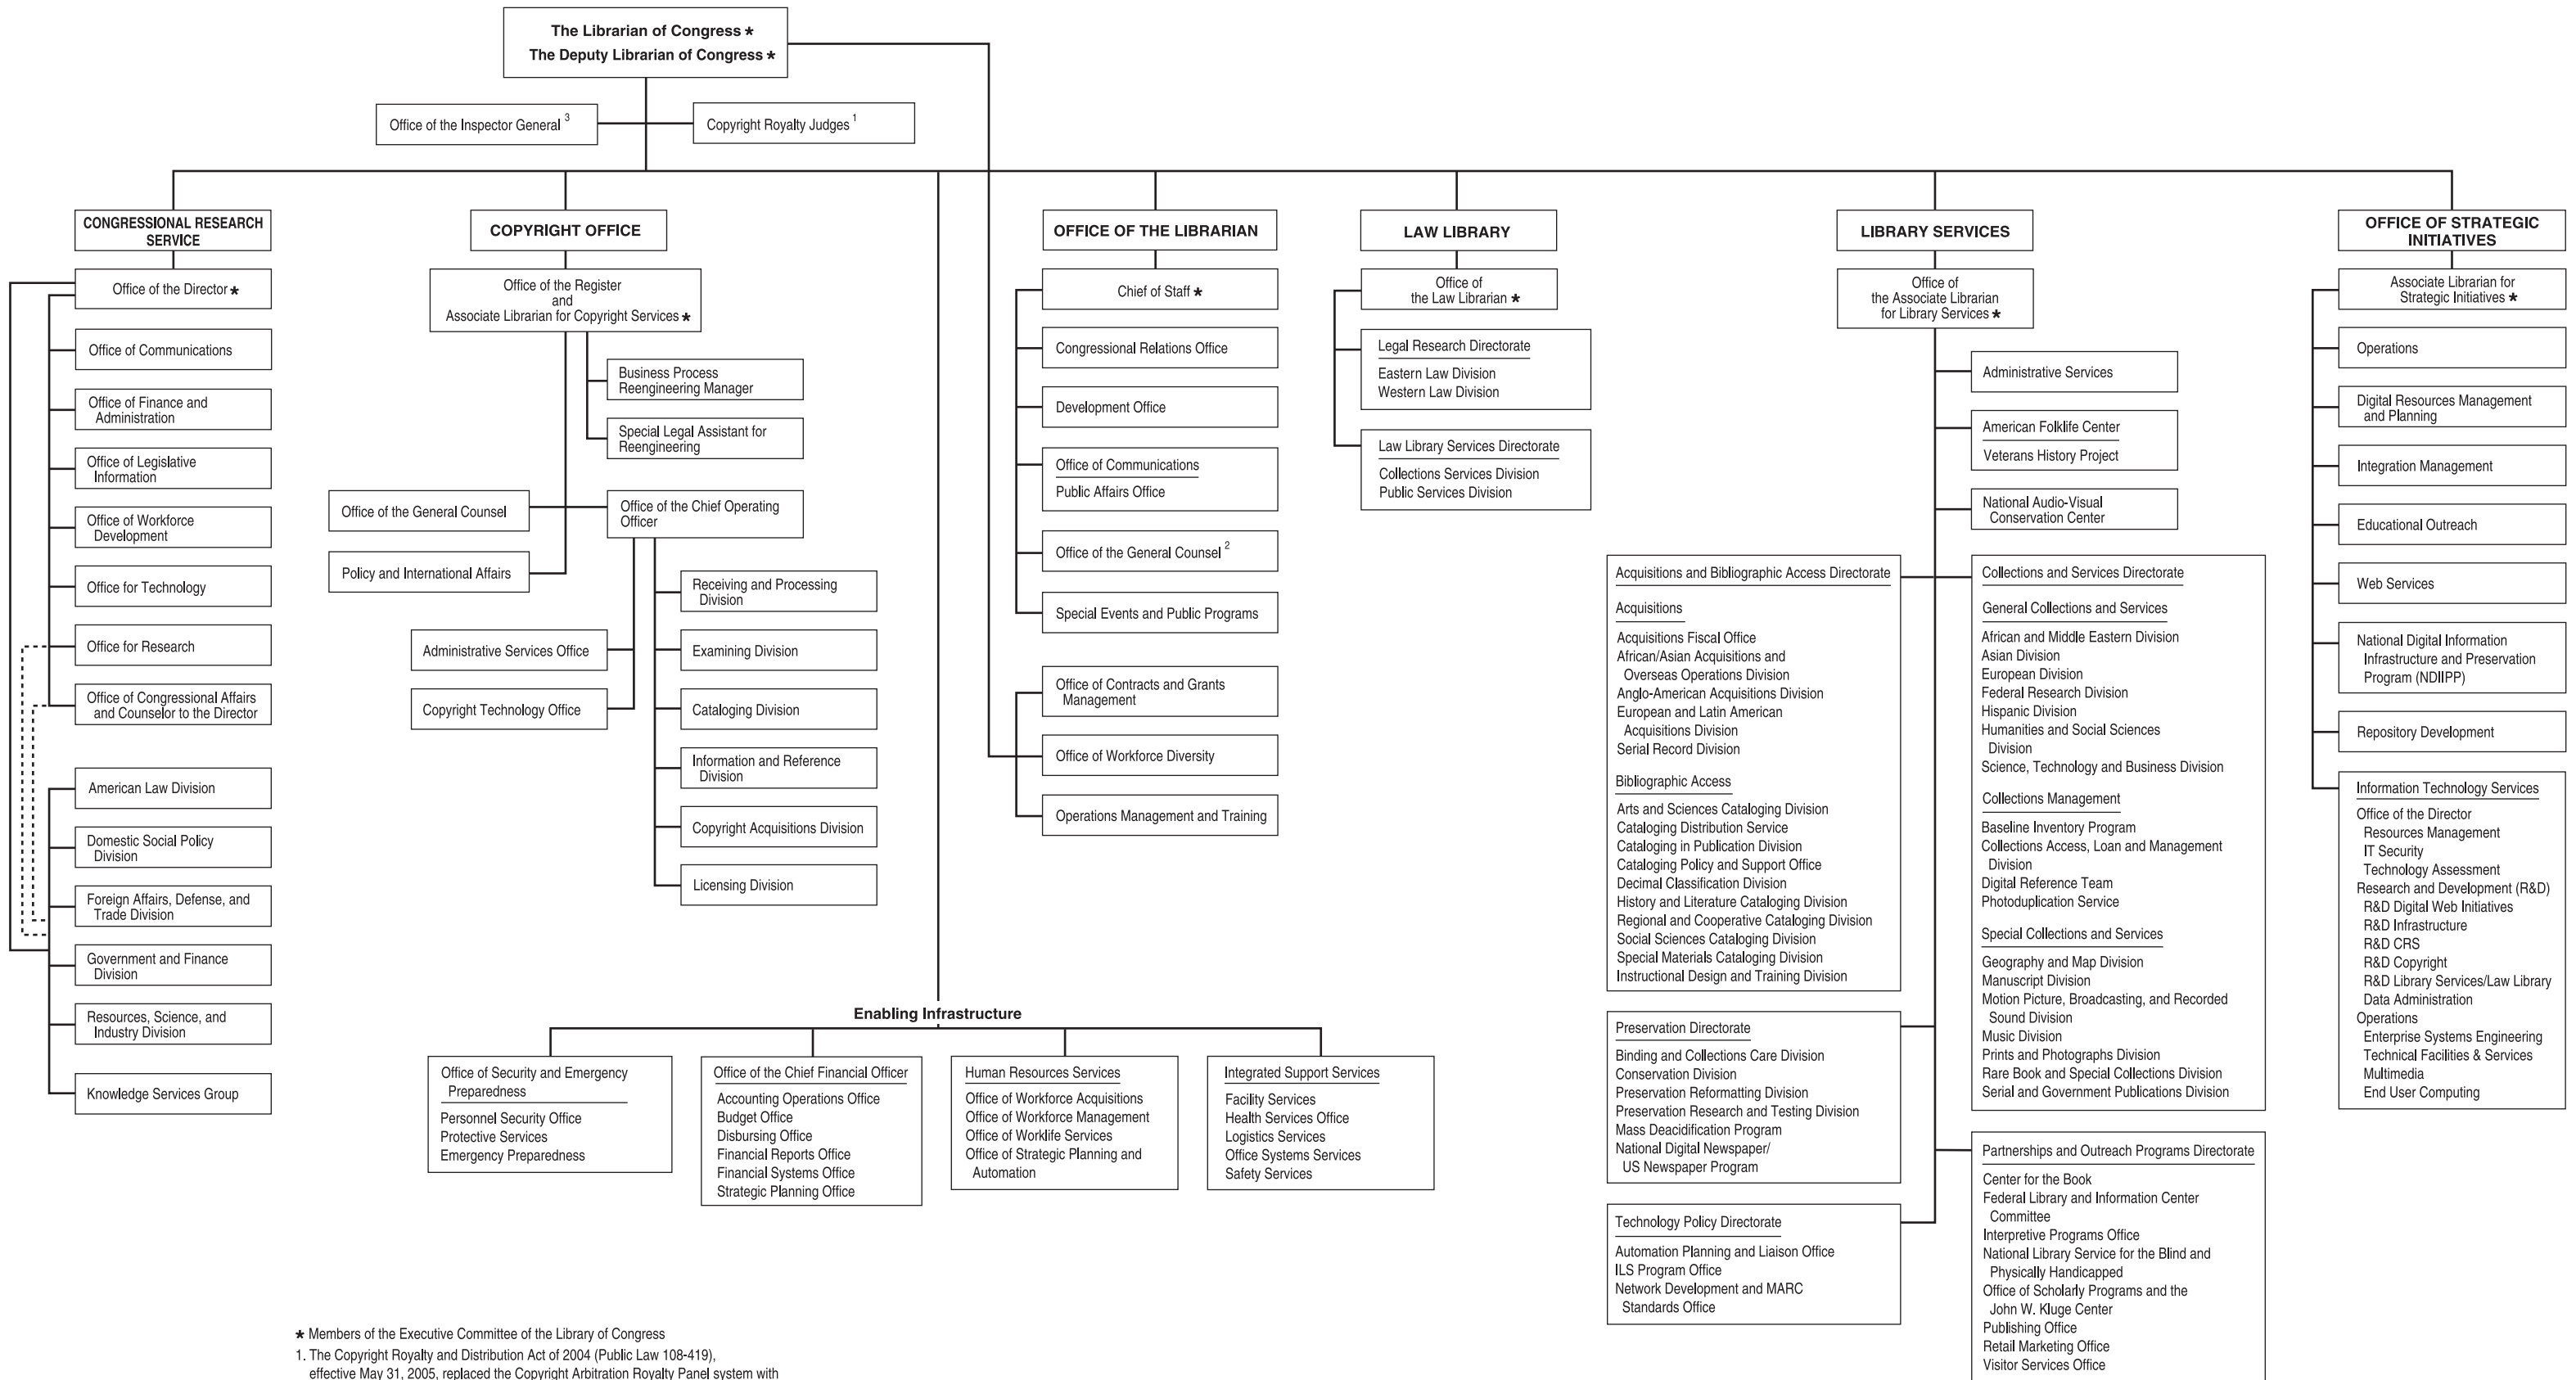 The Librarian of Congress *
The Deputy Librarian of Congress *
Office of the Inspector General 3
Copyright Royalty Judges 1
CONGRESSIONAL RESEARCH
SERVICE
Office of the Director *
Office of Communications
Office of Finance and
Administration
Office of Legislative
Information
Office of Workforce
Development
Office for Technology
Office for Research
Office of Congressional Affairs
and Counselor to the Director
American Law Division
Domestic Social Policy
Division
Foreign Affairs, Defense, and
Trade Division
Government and Finance
Division
Resources, Science, and
Industry Division
Knowledge Services Group
COPYRIGHT OFFICE
Office of the Register
and
Associate Librarian for Copyright Services *
Business Process
Reengineering Manager
Special Legal Assistant for
Reengineering
Office of the General Counsel
Office of the Chief Operating
Officer
Policy and International Affairs
Administrative Services Office
Copyright Technology Office
Receiving and Processing
Division
Examining Division
Cataloging Division
Information and Reference
Division
Copyright Acquisitions Division
Licensing Division
OFFICE OF THE LIBRARIAN
Chief of Staff *
Congressional Relations Office
Development Office
Office of Communications
Public Affairs Office
Office of the General Counsel 2
Special Events and Public Programs
Office of Contracts and Grants
Management
Office of Workforce Diversity
Operations Management and Training
LAW LIBRARY
Office of
the Law Librarian *
Legal Research Directorate
Eastern Law Division
Western Law Division
Law Library Services Directorate
Collections Services Division
Public Services Division
LIBRARY SERVICES
Office of
the Associate Librarian
for Library Services *
Administrative Services
American Folklife Center
Veterans History Project
National Audio-Visual
Conservation Center
Acquisitions and Bibliographic Access Directorate
Acquisitions
Acquisitions Fiscal Office
African/Asian Acquisitions and
Overseas Operations Division
Anglo-American Acquisitions Division
European and Latin American
Acquisitions Division
Serial Record Division
Bibliographic Access
Arts and Sciences Cataloging Division
Cataloging Distribution Service
Cataloging in Publication Division
Cataloging Policy and Support Office
Decimal Classification Division
History and Literature Cataloging Division
Regional and Cooperative Cataloging Division
Social Sciences Cataloging Division
Special Materials Cataloging Division
Instructional Design and Training Division
Preservation Directorate
Binding and Collections Care Division
Conservation Division
Preservation Reformatting Division
Preservation Research and Testing Division
Mass Deacidification Program
National Digital Newspaper/
US Newspaper Program
Technology Policy Directorate
Automation Planning and Liaison Office
ILS Program Office
Network Development and MARC
Standards Office
Collections and Services Directorate
General Collections and Services
African and Middle Eastern Division
Asian Division
European Division
Federal Research Division
Hispanic Division
Humanities and Social Sciences
Division
Science, Technology and Business Division
Collections Management
Baseline Inventory Program
Collections Access, Loan and Management
Division
Digital Reference Team
Photoduplication Service
Special Collections and Services
Geography and Map Division
Manuscript Division
Motion Picture, Broadcasting, and Recorded
Sound Division
Music Division
Prints and Photographs Division
Rare Book and Special Collections Division
Serial and Government Publications Division
Partnerships and Outreach Programs Directorate
Center for the Book
Federal Library and Information Center
Committee
Interpretive Programs Office
National Library Service for the Blind and
Physically Handicapped
Office of Scholarly Programs and the
John W. Kluge Center
Publishing Office
Retail Marketing Office
Visitor Services Office
OFFICE OF STRATEGIC
INITIATIVES
Associate Librarian for
Strategic Initiatives *
Operations
Digital Resources Management
and Planning
Integration Management
Educational Outreach
Web Services
National Digital Information
Infrastructure and Preservation
Program (NDIIPP)
Repository Development
Information Technology Services
Office of the Director
Resources Management
IT Security
Technology Assessment
Research and Development (R&D)
R&D Digital Web Initiatives
R&D Infrastructure
R&D CRS
R&D Copyright
R&D Library Services/Law Library
Data Administration
Operations
Enterprise Systems Engineering
Technical Facilities & Services
Multimedia
End User Computing
Enabling Infrastructure
Office of Security and Emergency
Preparedness
Personnel Security Office
Protective Services
Emergency Preparedness
Office of the Chief Financial Officer
Accounting Operations Office
Budget Office
Disbursing Office
Financial Reports Office
Financial Systems Office
Strategic Planning Office
Human Resources Services
Office of Workforce Acquisitions
Office of Workforce Management
Office of Worklife Services
Office of Strategic Planning and
Automation
Integrated Support Services
Facility Services
Health Services Office
Logistics Services
Office Systems Services
Safety Services
* Members of the Executive Committee of the Library of Congress
1. The Copyright Royalty and Distribution Act of 2004 (Public Law 108-419),
effective May 31, 2005, replaced the Copyright Arbitration Royalty Panel system with